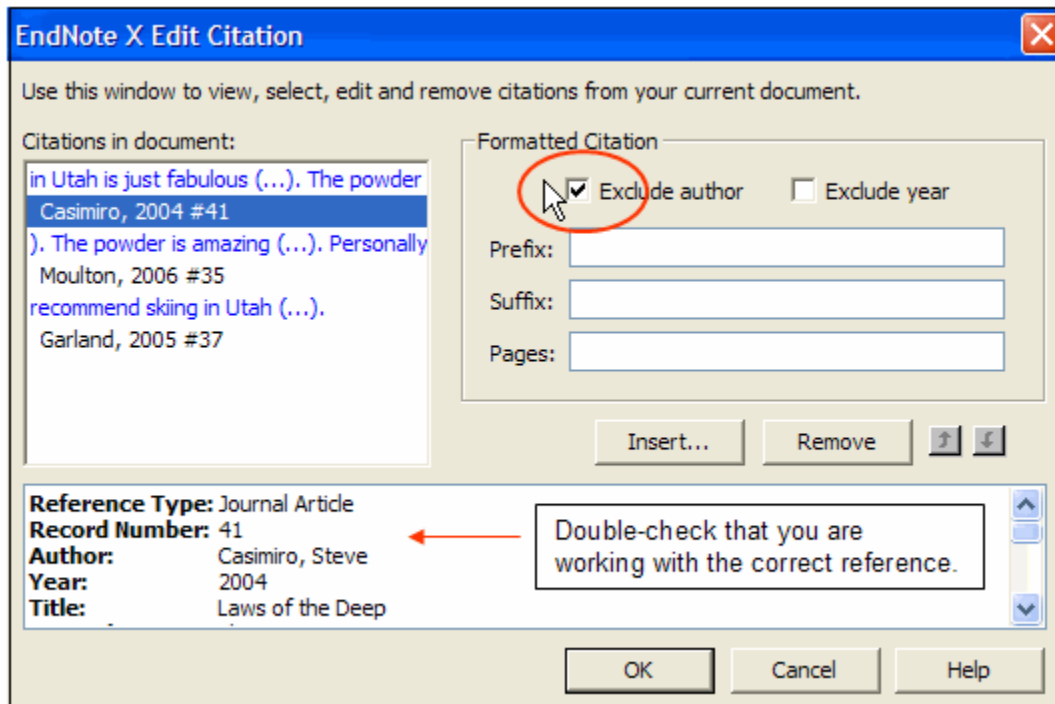 EndNote X Edit Citation
Use this window to view, select, edit and remove citations from your current document.
Citations in document:
in Utah is just fabulous (...). The powder
Casimiro, 2004 #41
). The powder is amazing (...). Personally
Moulton, 2006 #35
recommend skiing in Utah (...).
Garland, 2005 #37
Formatted Citation
Exclude author
Exclude year
Prefix:
Suffix:
Pages:
Insert...
Remove
Reference Type: Journal Article
Record Number: 41
Author: Casimiro, Steve
Year: 2004
Title: Laws of the Deep
Double-check that you are
working with the correct reference.
OK
Cancel
Help